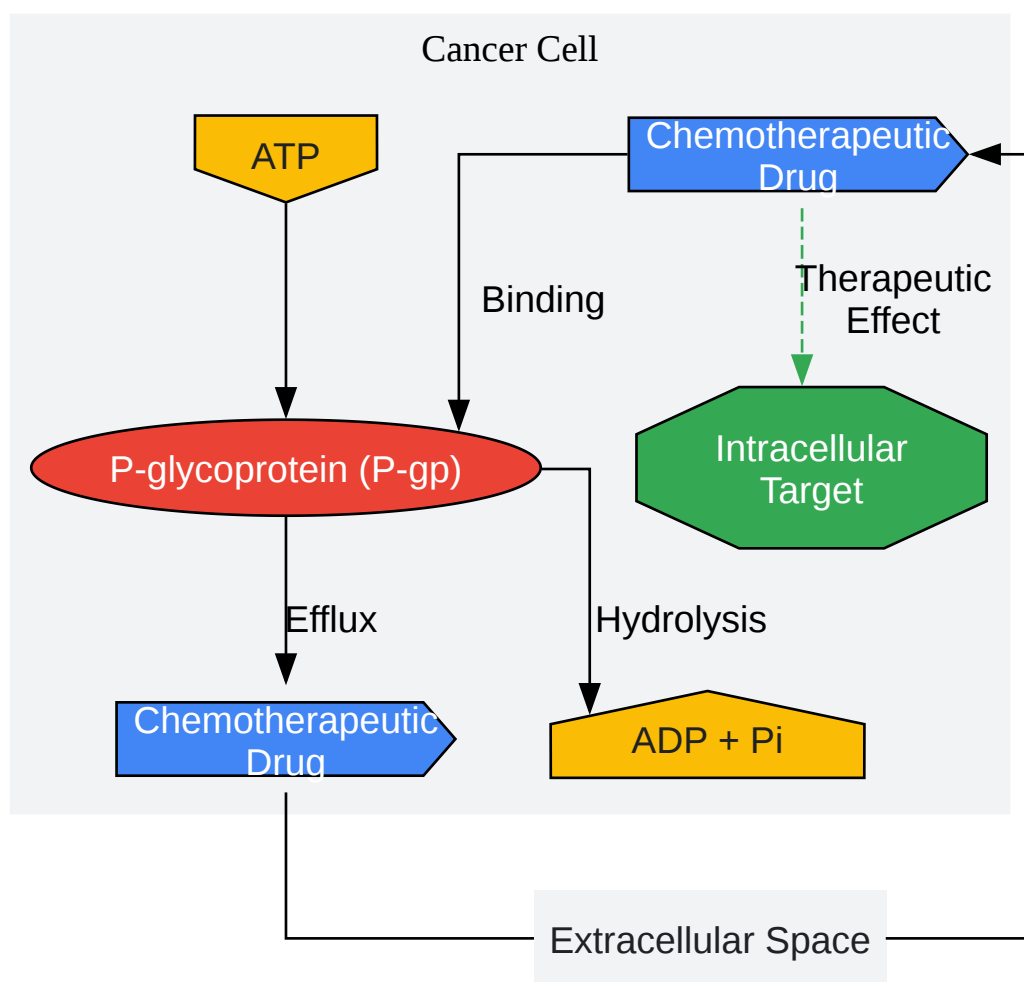 Cancer Cell
ATP
Chemotherapeutic
Drug
Binding
Therapeutic
Effect
P-glycoprotein (P-gp)
Intracellular
Target
Efflux
Hydrolysis
Chemotherapeutic
Drug
ADP + Pi
Extracellular Space